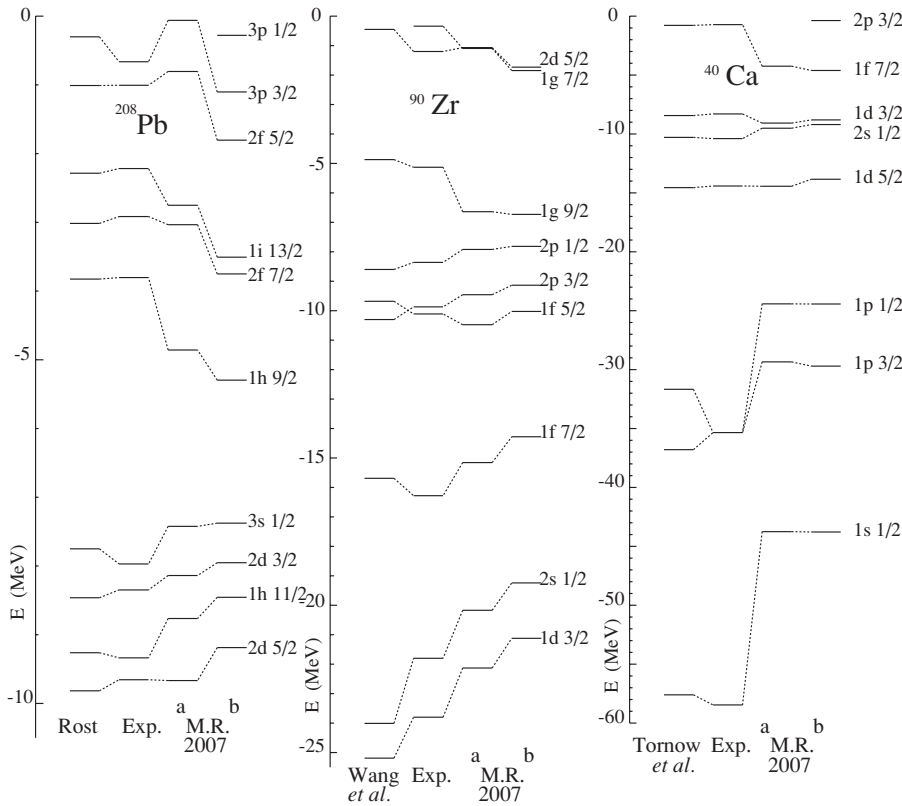 0
-5
-10
E (MeV)
208Pb
3p 1/2
3p 3/2
2f 5/2
1i 13/2
2f 7/2
1h 9/2
3s 1/2
2d 3/2
1h 11/2
2d 5/2
a b
Rost Exp. M.R.
2007
0
-5
-10
-15
-20
-25
E (MeV)
90 Zr
2d 5/2
1g 7/2
1g 9/2
2p 1/2
2p 3/2
1f 5/2
1f 7/2
2s 1/2
1d 3/2
a b
Wang Exp. M.R.
et al. 2007
0
-10
-20
-30
-40
-50
-60
E (MeV)
40 Ca
2p 3/2
1f 7/2
1d 3/2
2s 1/2
1d 5/2
1p 1/2
1p 3/2
1s 1/2
a b
Tornow Exp. M.R.
et al. 2007